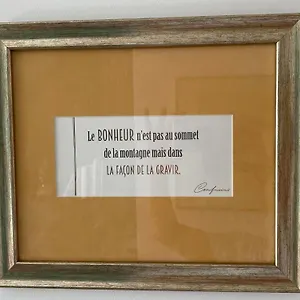 Le BONHEUR n'est pas au sommet
de la montagne mais dans
LA FAÇON DE LA GRAVIR.
Confucius